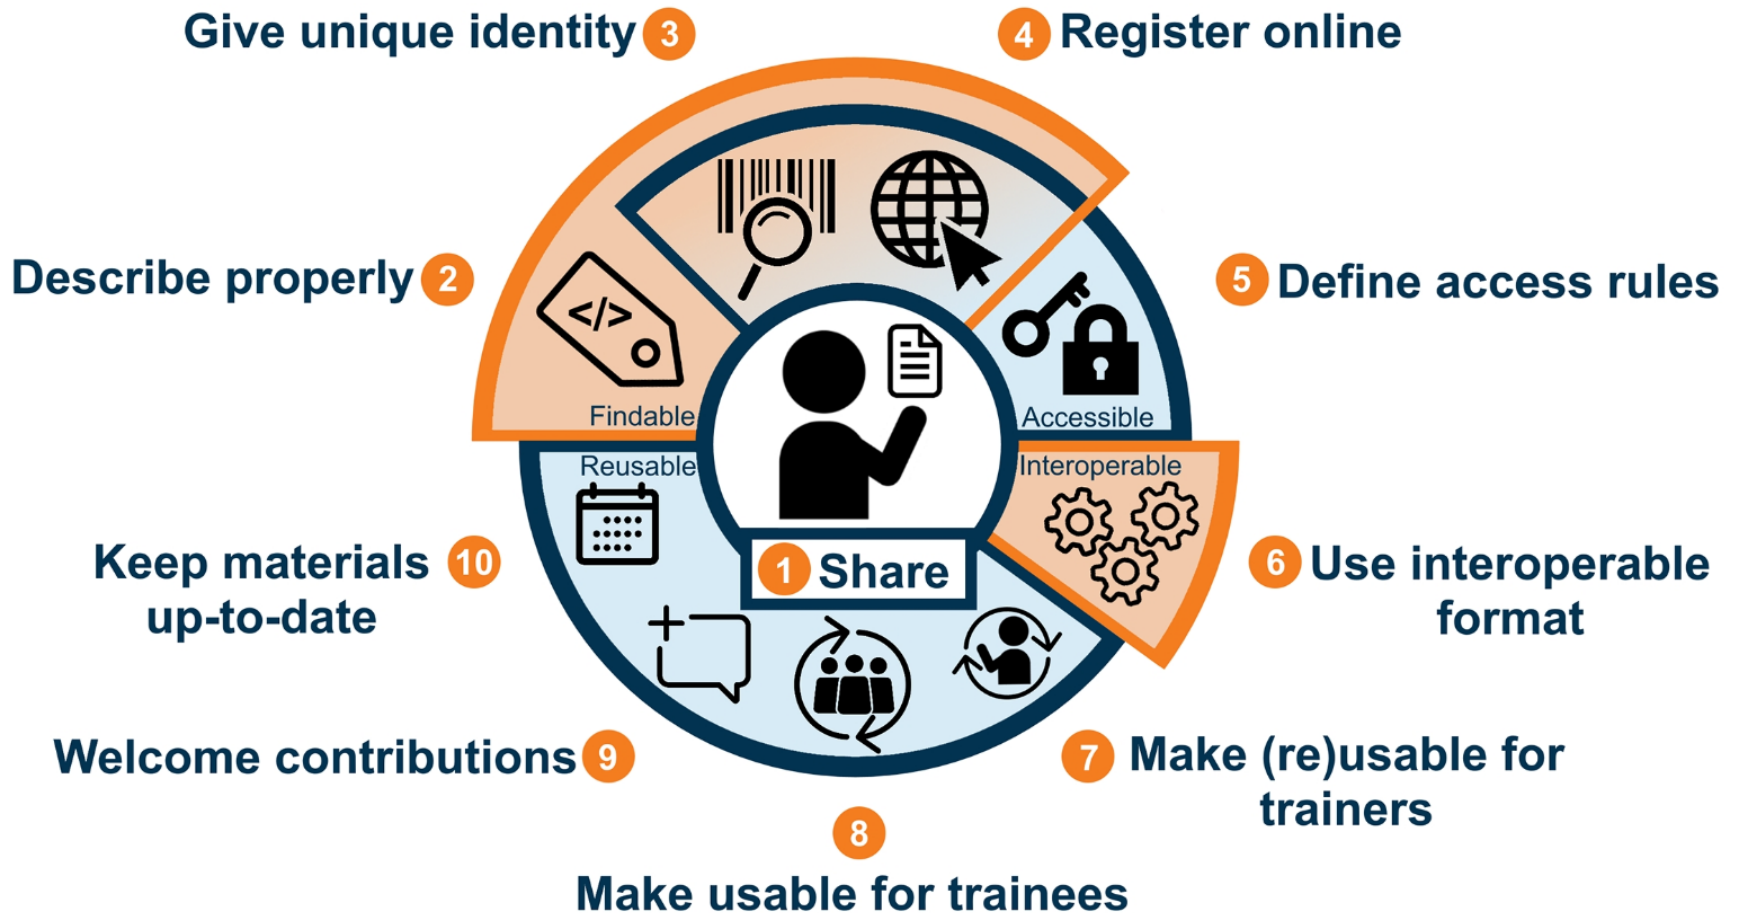 Give unique identity 3
4 Register online
Describe properly 2
5 Define access rules
</>
Findable
Accessible
Reusable
Interoperable
1 Share
Keep materials 10
up-to-date
6 Use interoperable
format
Welcome contributions 9
7 Make (re)usable for
trainers
8
Make usable for trainees